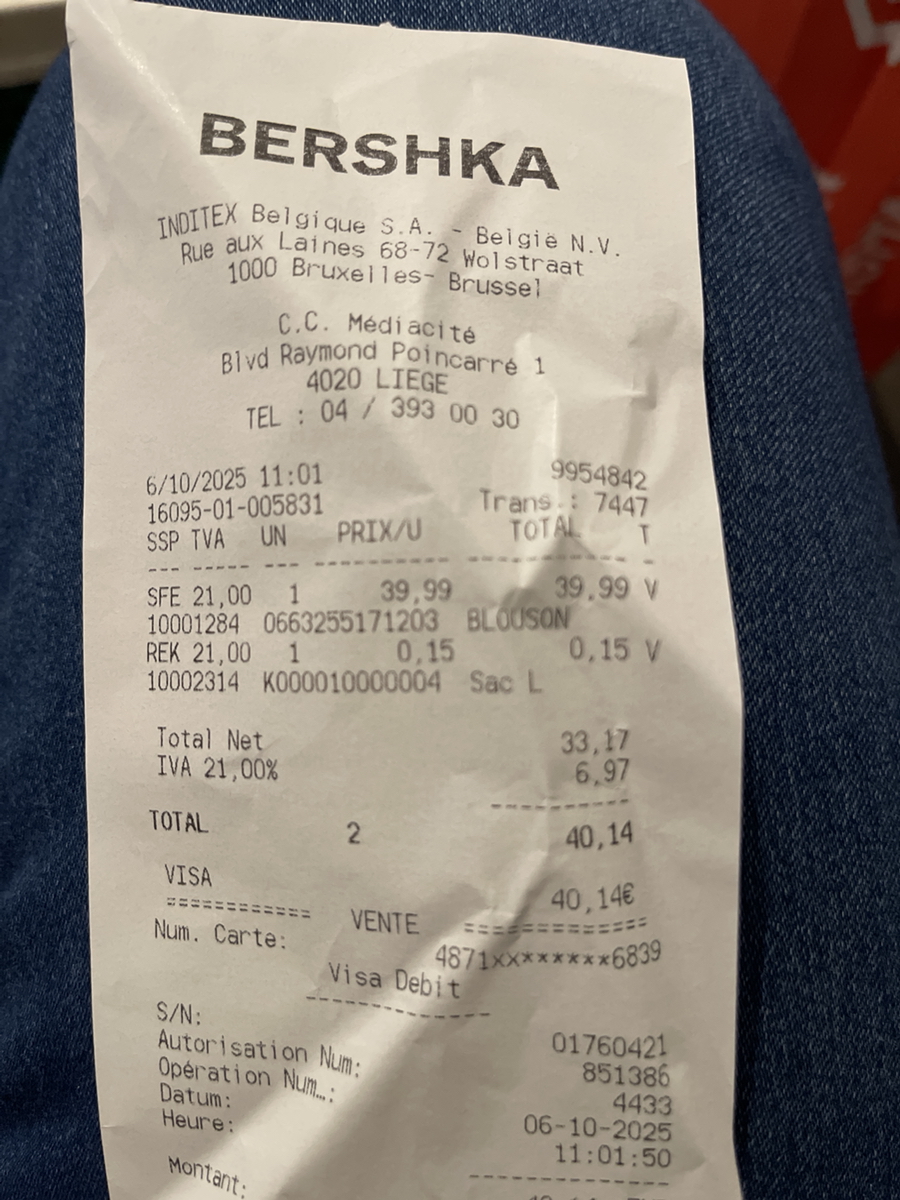 BERSHKA
INDITEX Belgique S.A. - België N.V.
Rue aux Laines 68-72 Wolstraat
1000 Bruxelles- Brussel
C.C. Médiacité
Blvd Raymond Poincarré 1
4020 LIEGE
TEL : 04 / 393 00 30
6/10/2025 11:01 9954842
16095-01-005831 Trans.: 7447
SSP TVA UN PRIX/U TOTAL T
--- ----- --- ---------- ------------- -
SFE 21,00 1 39,99 39,99 V
10001284 0663255171203 BLOUSON
REK 21,00 1 0,15 0,15 V
10002314 K000010000004 Sac L
Total Net 33,17
IVA 21,00% 6,97
-----------
TOTAL 2 40,14
VISA 40,14€
============ VENTE ==============
Num. Carte: 4871xx******6839
Visa Debit
---------------
S/N: 01760421
Autorisation Num: 851386
Opération Num…: 4433
Datum: 06-10-2025
Heure: 11:01:50
----------------
Montant: